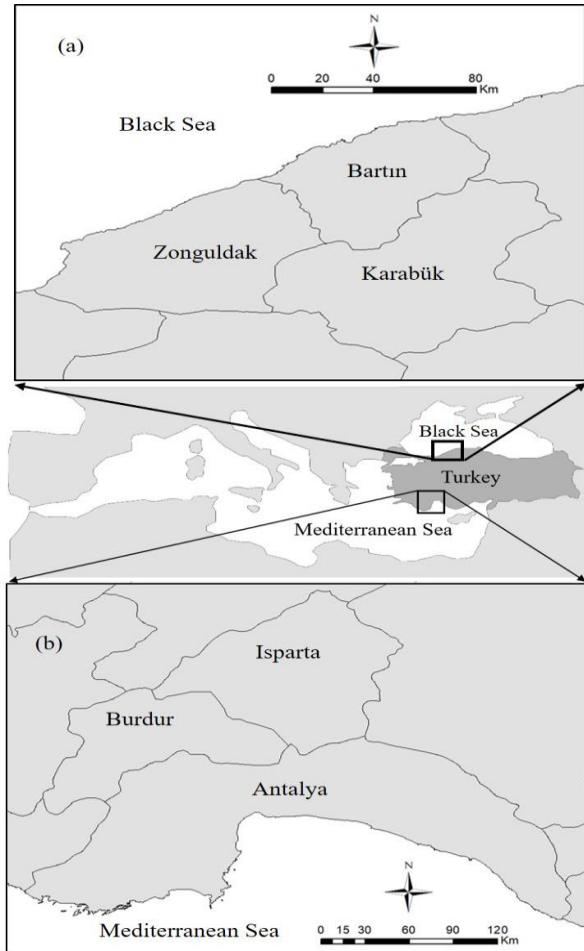 (a)
N
0 20 40 80
Km
Black Sea
Bartın
Zonguldak
Karabük
Black Sea
Turkey
Mediterranean Sea
(b)
Isparta
Burdur
Antalya
N
Mediterranean Sea
0 15 30 60 90 120
Km